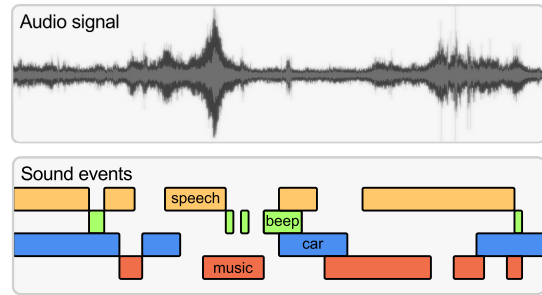 Audio signal
Sound events
speech
beep
car
music